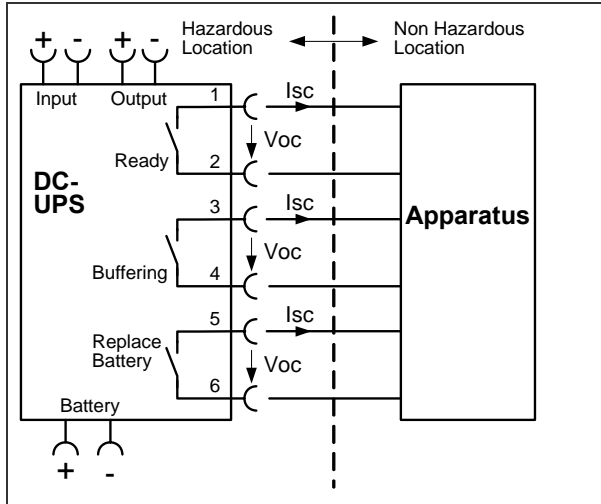 Hazardous
Location
Non Hazardous
Location
+ - + -
Input Output
1 Isc
Ready
Voc
2
DC-
UPS
3 Isc
Apparatus
Buffering
Voc
4
5 Isc
Replace
Battery
Voc
6
Battery
+ -